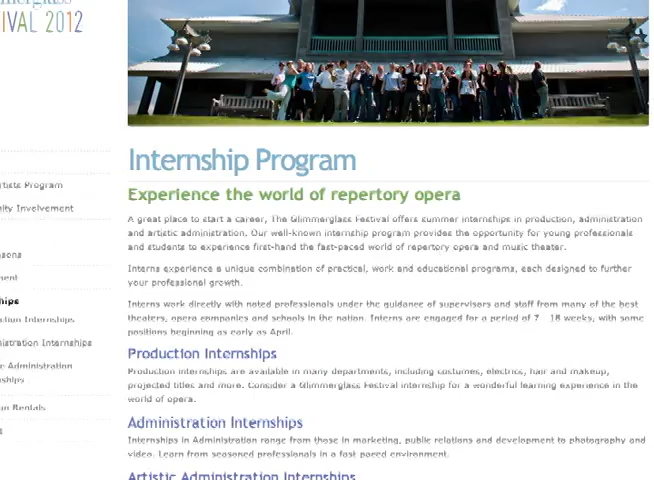 IVAL 2012
Internship Program
Experience the world of repertory opera
A great place to start a career, The Glimmerglass Festival offers summer internships in production, administration
and artistic administration. Our well-known internship program provides the opportunity for young professionals
and students to experience first-hand the fast-paced world of repertory opera and music theater.
Interns experience a unique combination of practical, work and educational programs, each designed to further
your professional growth.
Interns work directly with noted professionals under the guidance of supervisors and staff from many of the best
theaters, opera companies and schools in the nation. Interns are engaged for a period of 7 18 weeks, with some
positions beginning as early as April.
Production Internships
Production internships are available in many departments, including costumes, electrics, hair and makeup,
projected titles and more. Consider a Glimmerglass Festival internship for a wonderful learning experience in the
world of opera.
Administration Internships
Internships in Administration range from those in marketing, public relations and development to photography and
video. Learn from seasoned professionals in a fast paced environment.
Artistic Administration Internships
rtists Program
ity Involvement
sons
ment
hips
ction Internships
istration Internships
c Administration
ships
on Rentals